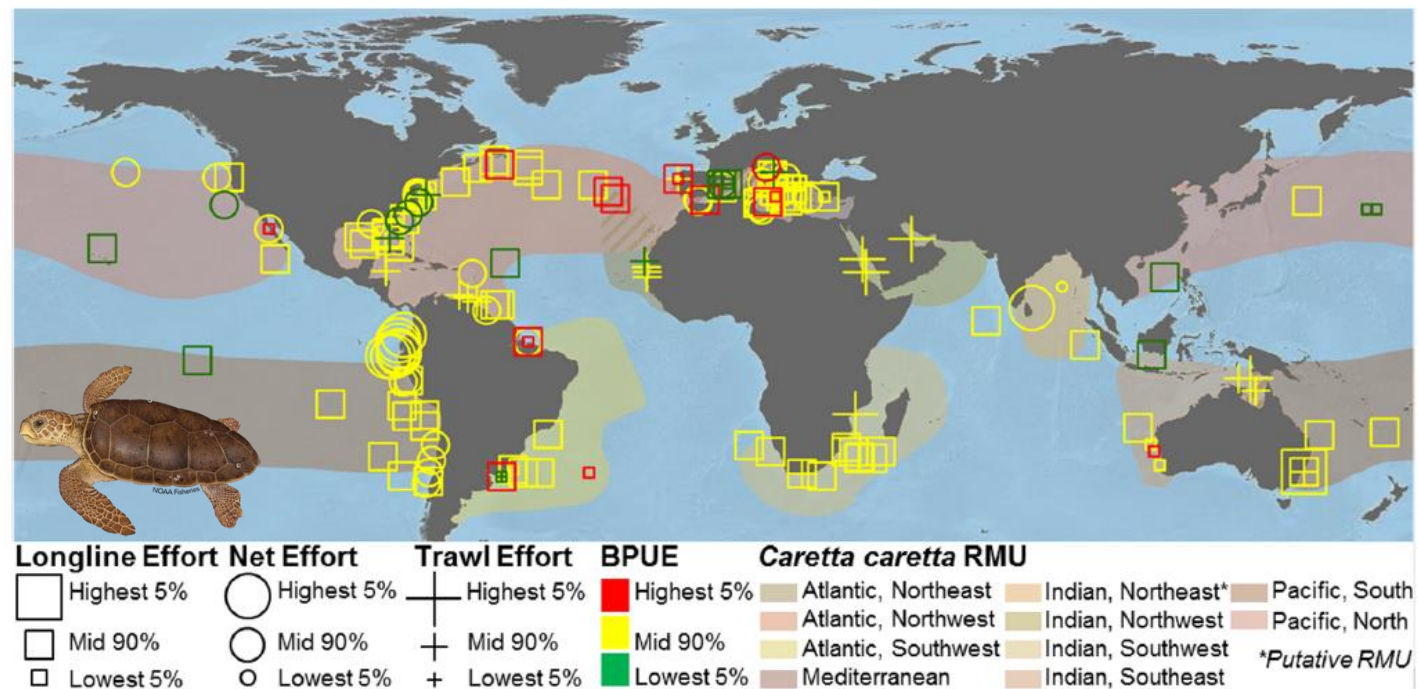 NOAA Fisheries
Longline Effort Net Effort Trawl Effort BPUE Caretta caretta RMU
Highest 5% Highest 5% Highest 5% Highest 5% Atlantic, Northeast Indian, Northeast* Pacific, South
Atlantic, Northwest Indian, Northwest Pacific, North
Mid 90% Mid 90% Mid 90% Mid 90% Atlantic, Southwest Indian, Southwest *Putative RMU
Lowest 5% Lowest 5% Lowest 5% Lowest 5% Mediterranean Indian, Southeast